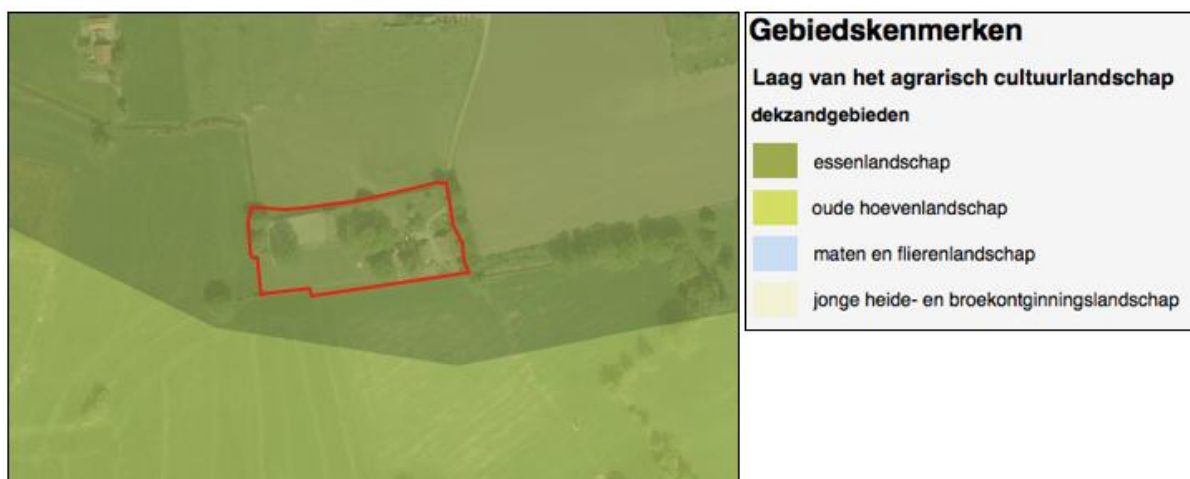 Gebiedskenmerken
Laag van het agrarisch cultuurlandschap
dekzandgebieden
essenlandschap
oude hoevenlandschap
maten en flierenlandschap
jonge heide- en broekontginningslandschap